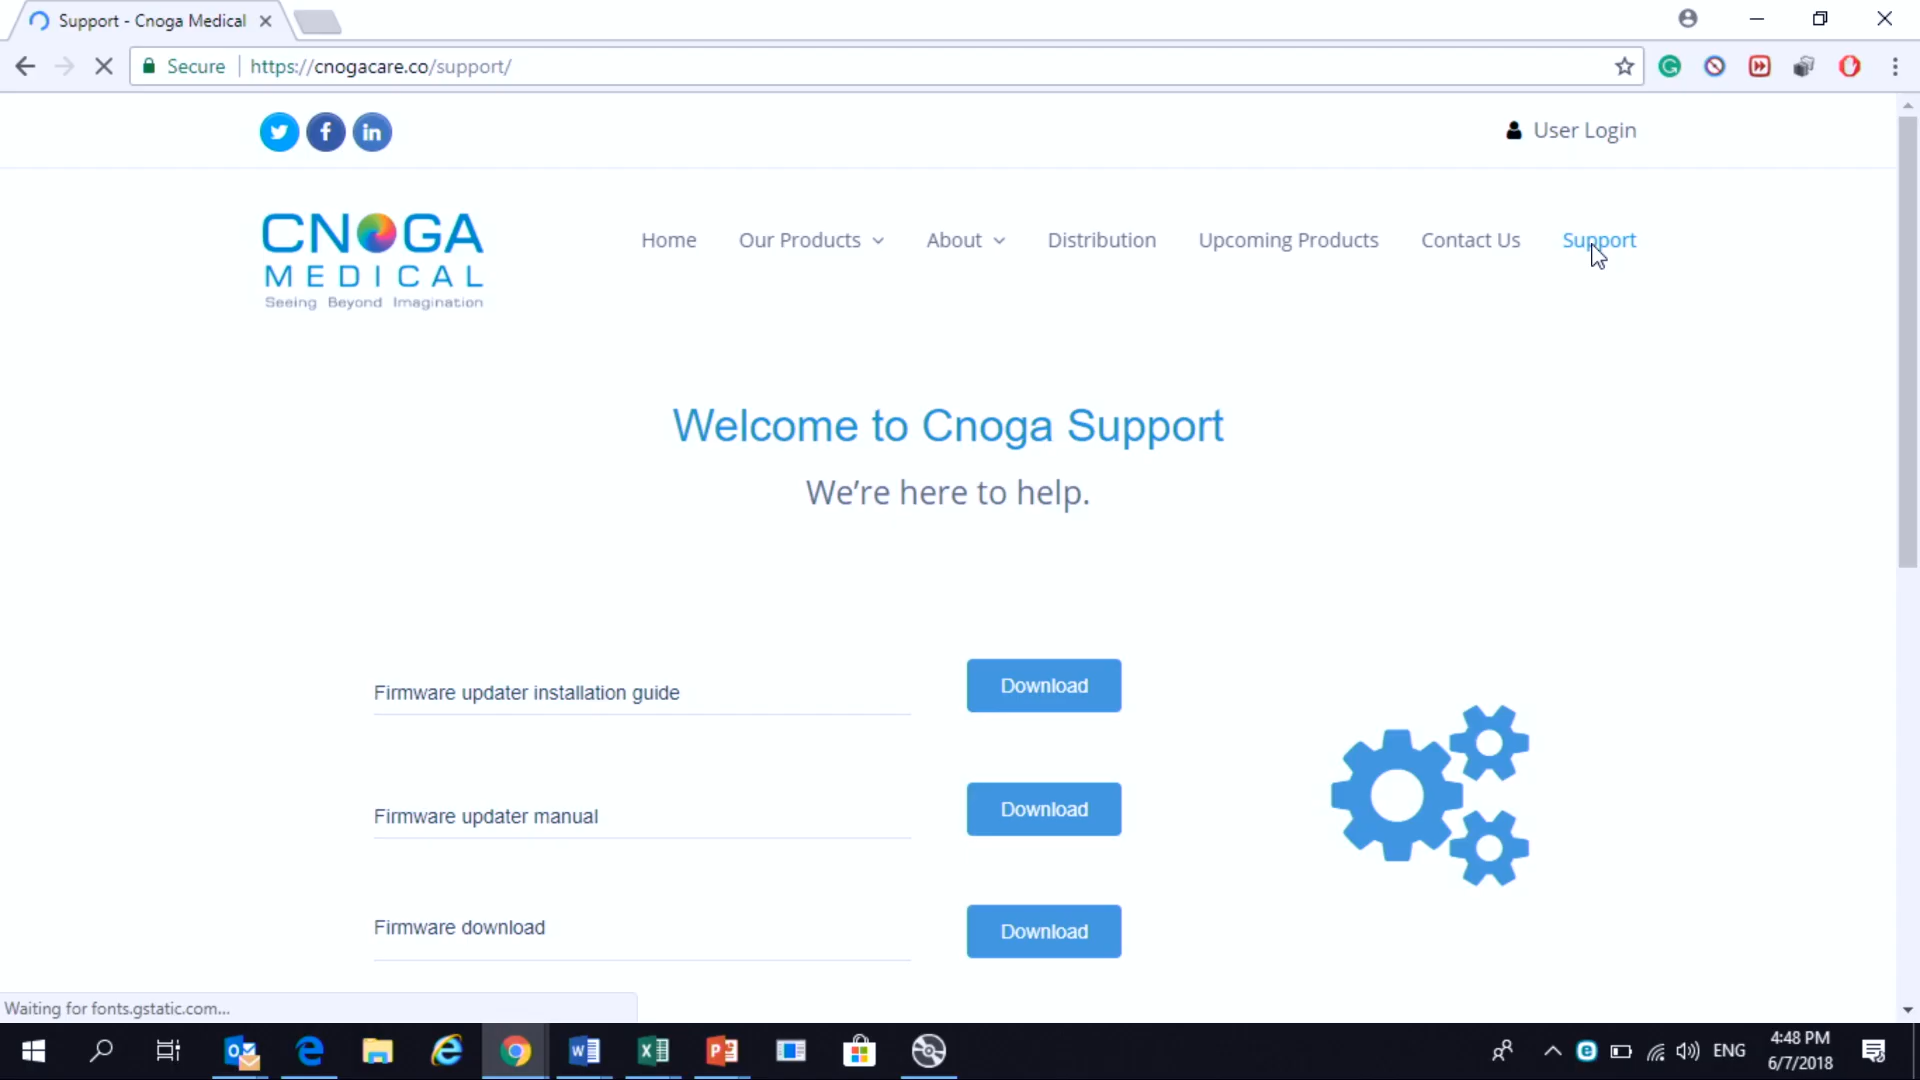 Support - Cnoga Medical
Secure
https://cnogacare.co/support/
User Login
CNOGA
MEDICAL
Seeing Beyond Imagination
Home
Our Products
About
Distribution
Upcoming Products
Contact Us
Support
Welcome to Cnoga Support
We're here to help.
Firmware updater installation guide
Download
Firmware updater manual
Download
Firmware download
Download
Waiting for fonts.gstatic.com...
ENG
4:48 PM
6/7/2018